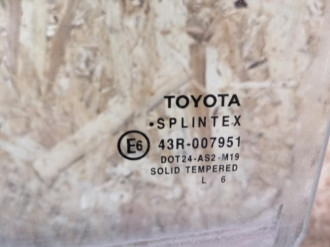 TOYOTA
•SPLINTEX
E6 43R-007951
DOT24-AS2-M19
SOLID TEMPERED
L 6